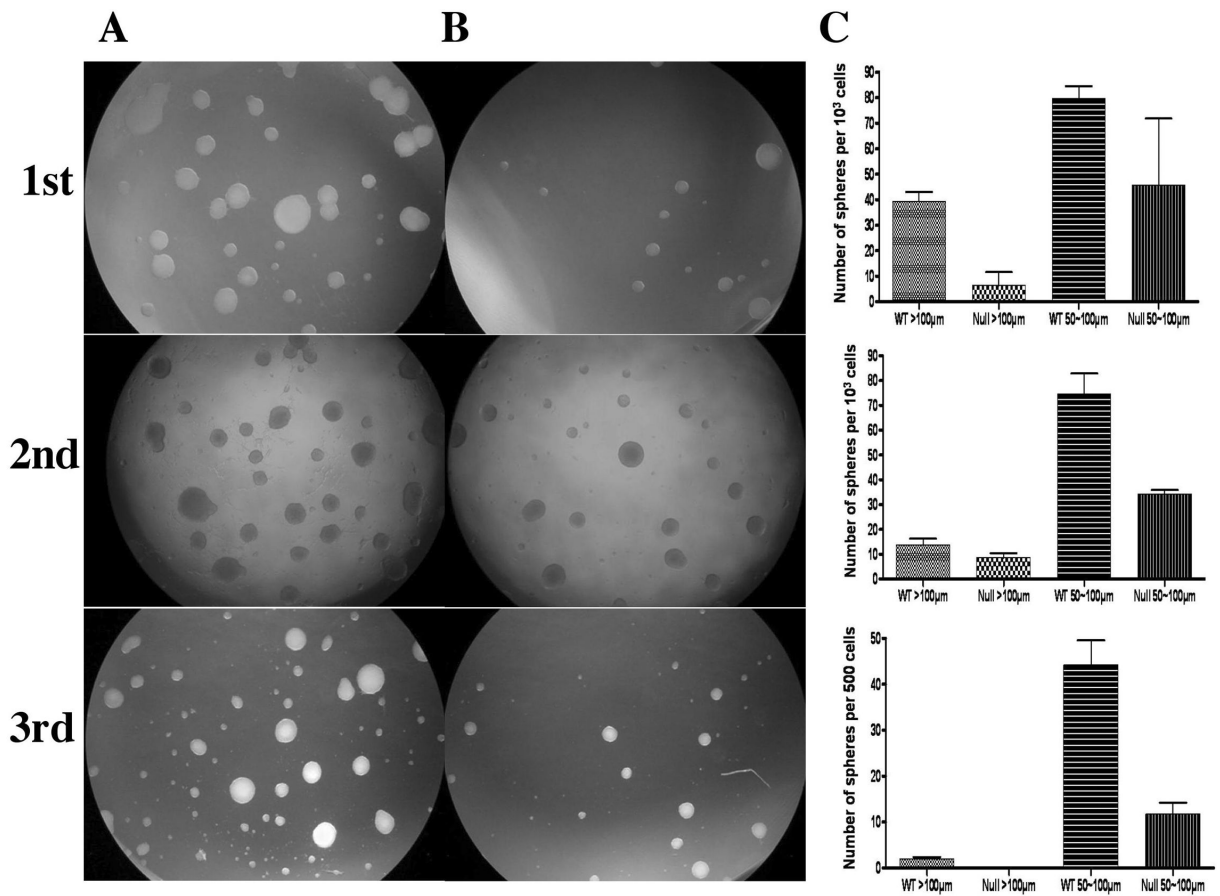 A
B
C
1st
2nd
3rd
Number of spheres per 10³ cells
90
80
70
60
50
40
30
20
10
0
WT >100µm
Null >100µm
WT 50~100µm
Null 50~100µm
Number of spheres per 10³ cells
90
80
70
60
50
40
30
20
10
0
WT >100µm
Null >100µm
WT 50~100µm
Null 50~100µm
Number of spheres per 500 cells
50
40
30
20
10
0
WT >100µm
Null >100µm
WT 50~100µm
Null 50~100µm